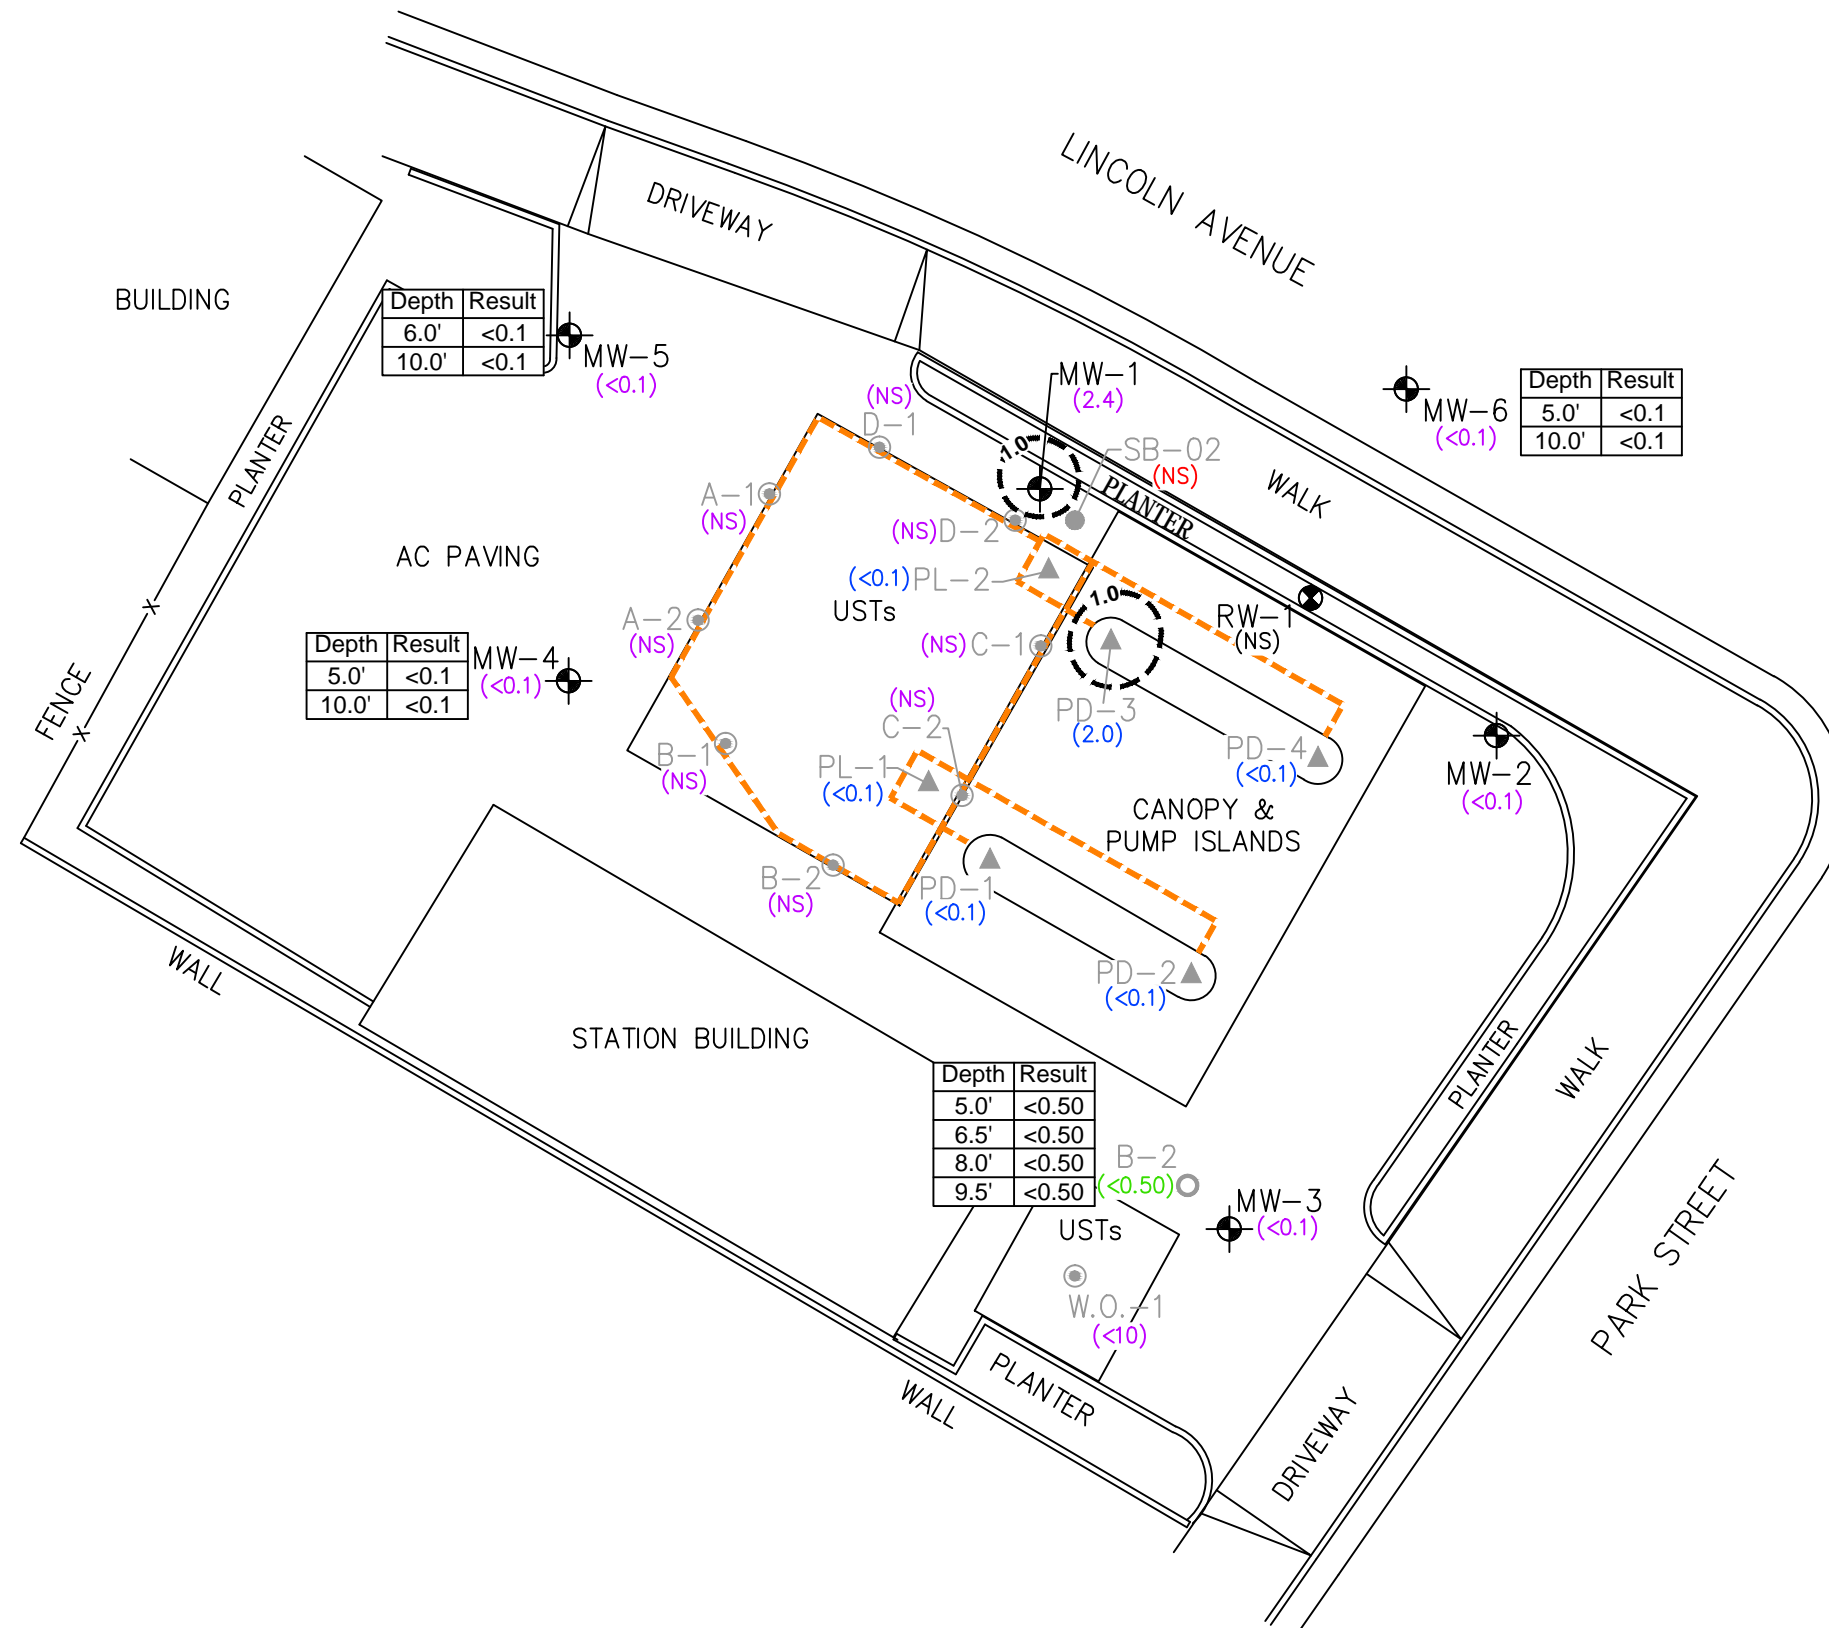 LINCOLN AVENUE
DRIVEWAY
BUILDING
Depth Result
6.0' <0.1
10.0' <0.1
MW-5
(<0.1)
MW-1
(2.4)
MW-6
(<0.1)
Depth Result
5.0' <0.1
10.0' <0.1
(NS)
D-1
1.0
SB-02
(NS)
PLANTER
WALK
PLANTER
A-1
(NS)
(NS) D-2
AC PAVING
(<0.1) PL-2
USTs
1.0
RW-1
(NS)
A-2
(NS)
(NS) C-1
Depth Result
5.0' <0.1
10.0' <0.1
MW-4
(<0.1)
FENCE
X
X
(NS)
C-2
PD-3
(2.0)
PD-4
(<0.1)
MW-2
(<0.1)
B-1
(NS)
PL-1
(<0.1)
CANOPY &
PUMP ISLANDS
B-2
(NS)
PD-1
(<0.1)
PD-2
(<0.1)
WALL
STATION BUILDING
PLANTER
WALK
Depth Result
5.0' <0.50
6.5' <0.50
8.0' <0.50
9.5' <0.50
B-2
(<0.50)
MW-3
(<0.1)
USTs
W.O.-1
(<10)
PARK STREET
PLANTER
WALL
DRIVEWAY